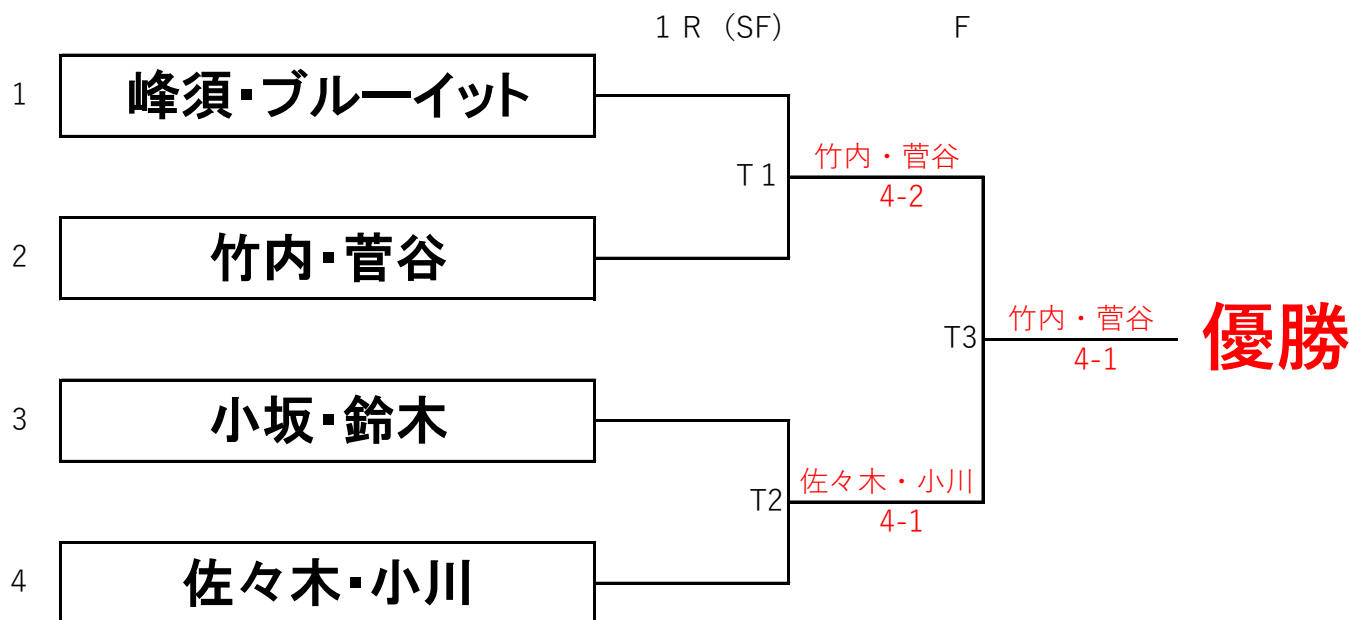 1 R (SF) F
1 峰須・ブルーイット
竹内・菅谷
T 1
4-2
2 竹内・菅谷
竹内・菅谷 優勝
T3
4-1
3 小坂・鈴木
佐々木・小川
T2
4-1
4 佐々木・小川